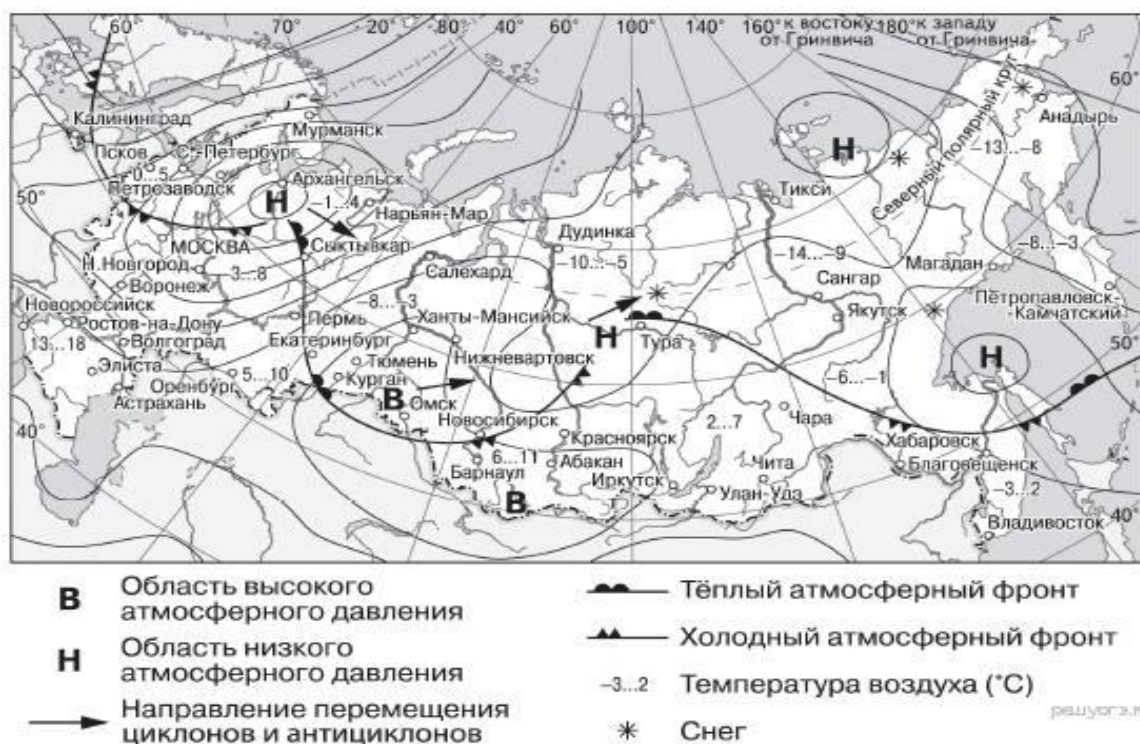 60° 70° 20 40 60 100° 140° 160° к востоку от Гринвича 180° к западу от Гринвича
60°
Калининград
Мурманск
Анадырь
Псков С.-Петербург
0...5
Северный полярный круг
–13...–8
Петрозаводск
Архангельск
Н
50°
Н
–1...4
Нарьян-Мар
Тикси
МОСКВА
Сыктывкар
Дудинка
–8...–3
Н.Новгород
–3...8
Салехард
–10...–5
–14...–9
Магадан
Воронеж
Сангар
Новороссийск
–8...–3
Петропавловск-
-Камчатский
Ростов-на-Дону
Пермь
Ханты-Мансийск
Н
Тура
Якутск
13...18
Волгоград
Екатеринбург
Нижневартовск
Н
50°
Элиста
Тюмень
Оренбург
5...10
Курган
–6...–1
Астрахань
В
Омск
Чара
40°
Новосибирск
2...7
Красноярск
Хабаровск
Барнаул
6...11
Абакан
Чита
Благовещенск
Иркутск
Улан-Удэ
–3...2
В
40°
Владивосток
80° 100° 120°
В Область высокого
атмосферного давления
Н Область низкого
атмосферного давления
Направление перемещения
циклонов и антициклонов
Тёплый атмосферный фронт
Холодный атмосферный фронт
–3...2 Температура воздуха (°С)
Снег